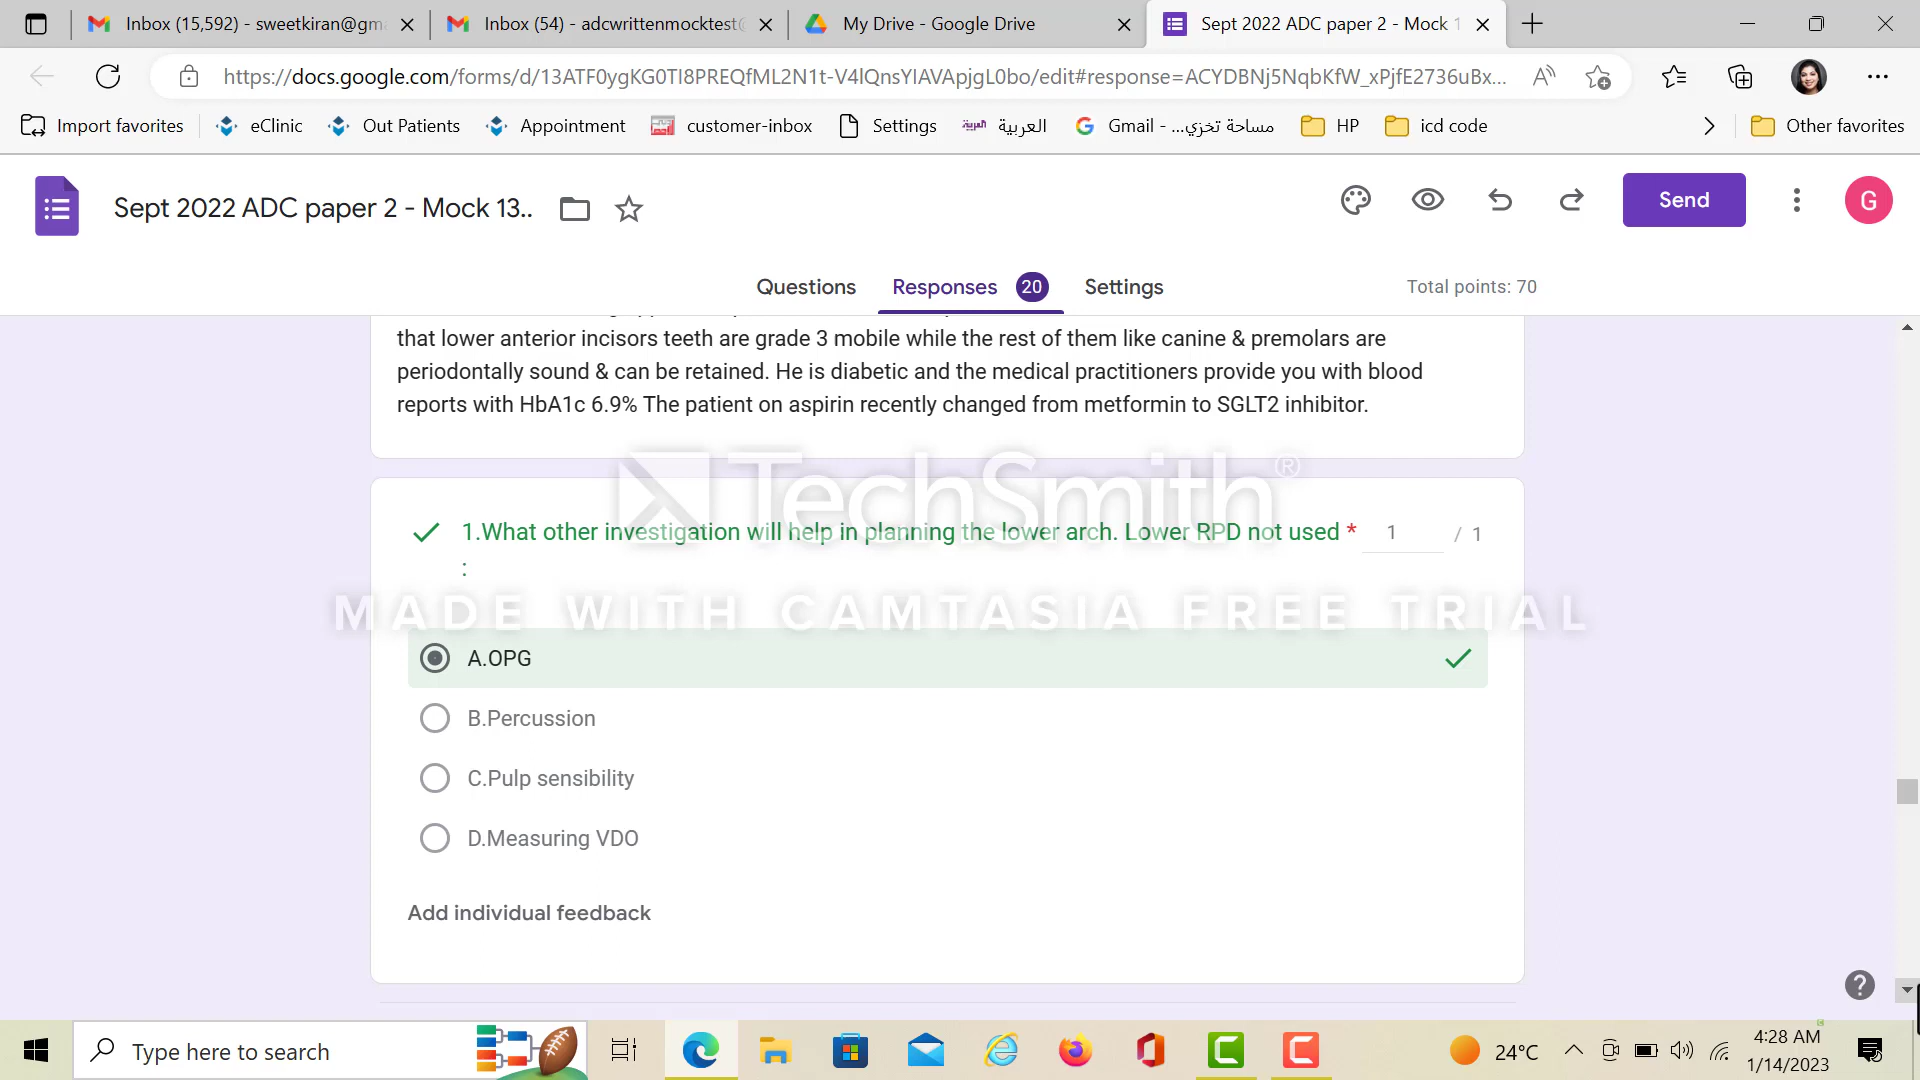 Inbox (15,592) - sweetkiran@gma
Inbox (54) - adcwrittenmocktest@
My Drive - Google Drive
Sept 2022 ADC paper 2 - Mock 1
https://docs.google.com/forms/d/13ATF0ygKG0TI8PREQfML2N1t-V4lQnsYIAVApjgL0bo/edit#response=ACYDBNj5NqbKfW_xPjfE2736uBx...
Import favorites
eClinic
Out Patients
Appointment
customer-inbox
Settings
العربية
Gmail - ...مساحة تخزي
HP
icd code
Other favorites
Sept 2022 ADC paper 2 - Mock 13..
Send
G
Questions
Responses 20
Settings
Total points: 70
that lower anterior incisors teeth are grade 3 mobile while the rest of them like canine & premolars are
periodontally sound & can be retained. He is diabetic and the medical practitioners provide you with blood
reports with HbA1c 6.9% The patient on aspirin recently changed from metformin to SGLT2 inhibitor.
TechSmith®
1.What other investigation will help in planning the lower arch. Lower RPD not used * 1 / 1
:
MADE WITH CAMTASIA FREE TRIAL
A.OPG
B.Percussion
C.Pulp sensibility
D.Measuring VDO
Add individual feedback
Type here to search
24°C
4:28 AM
1/14/2023